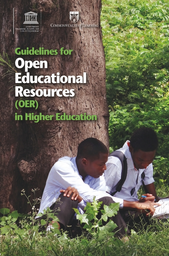 Guidelines for
Open
Educational
Resources
(OER)
in Higher Education